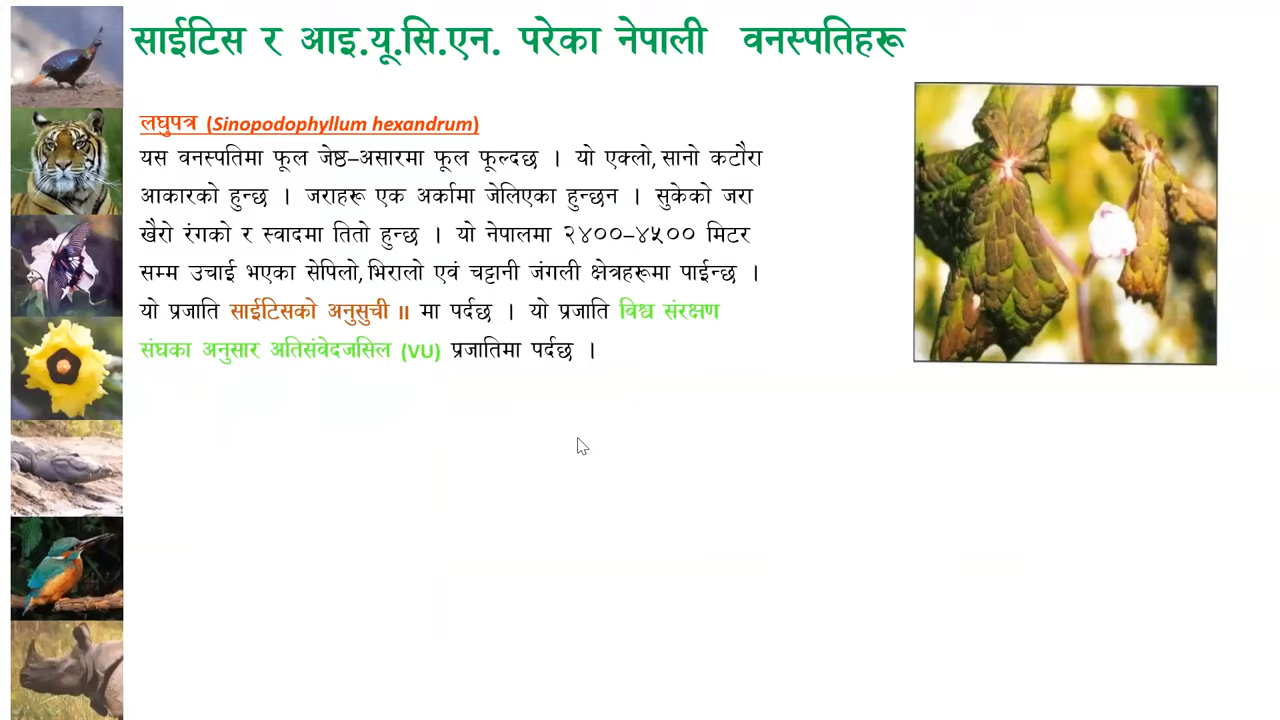 साईटिस र आइ.यू.सि.एन. परेका नेपाली वनस्पतिहरू
लघुपत्र (Sinopodophyllum hexandrum)
यस वनस्पतिमा फूल जेष्ठ–असारमा फूल फूल्दछ । यो एक्लो, सानो कटौरा
आकारको हुन्छ । जराहरू एक अर्कामा जेलिएका हुन्छन । सुकेको जरा
खैरो रंगको र स्वादमा तितो हुन्छ । यो नेपालमा २४००–४५०० मिटर
सम्म उचाई भएका सेपिलो, भिरालो एवं चट्टानी जंगली क्षेत्रहरूमा पाईन्छ ।
यो प्रजाति साईटिसको अनुसुची II मा पर्दछ । यो प्रजाति विश्व संरक्षण
संघका अनुसार अतिसंवेदजसिल (VU) प्रजातिमा पर्दछ ।